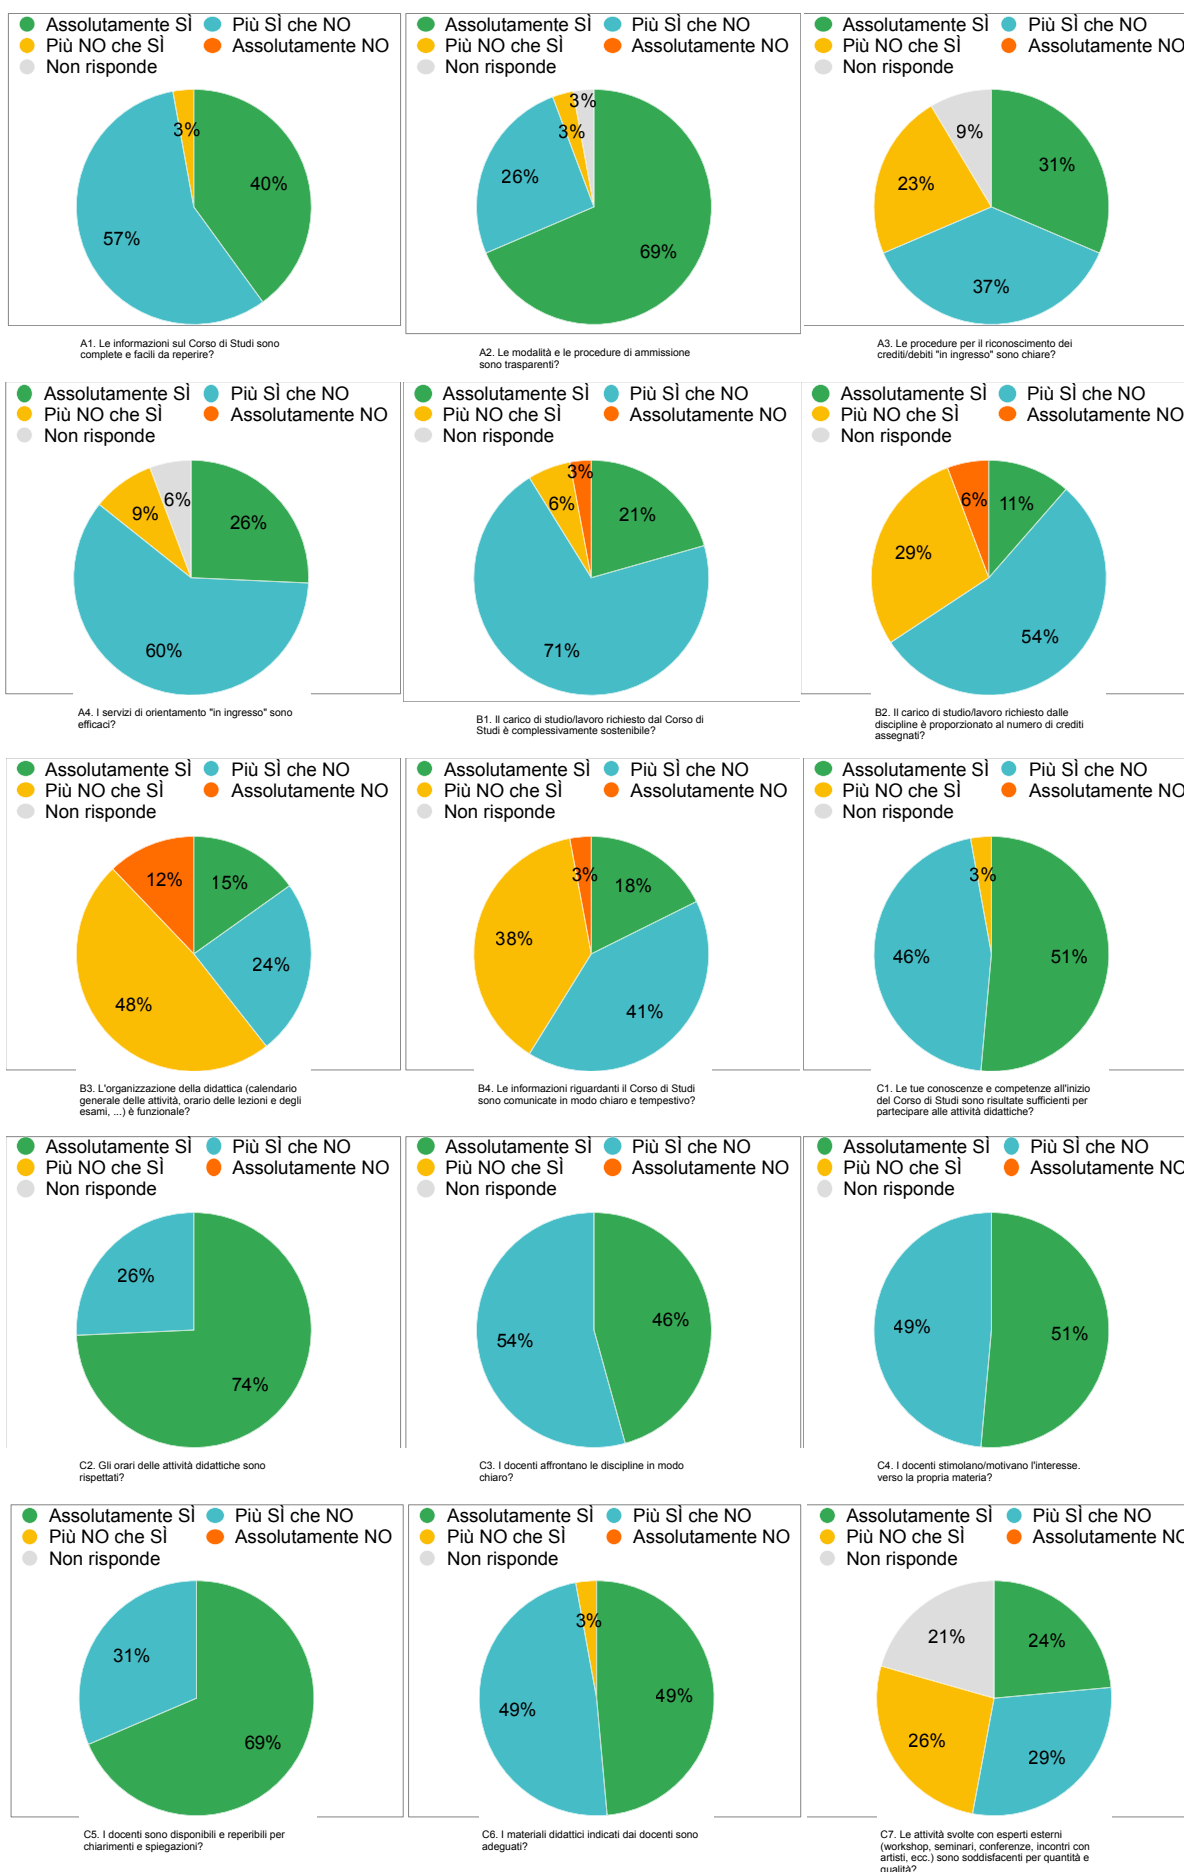 Assolutamente SÌ Più SÌ che NO
Più NO che SÌ Assolutamente NO
Non risponde
3%
40%
57%
A1. Le informazioni sul Corso di Studi sono
complete e facili da reperire?
Assolutamente SÌ Più SÌ che NO
Più NO che SÌ Assolutamente NO
Non risponde
3%
3%
26%
69%
A2. Le modalità e le procedure di ammissione
sono trasparenti?
Assolutamente SÌ Più SÌ che NO
Più NO che SÌ Assolutamente NO
Non risponde
9%
31%
23%
37%
A3. Le procedure per il riconoscimento dei
crediti/debiti "in ingresso" sono chiare?
Assolutamente SÌ Più SÌ che NO
Più NO che SÌ Assolutamente NO
Non risponde
6%
9%
26%
60%
A4. I servizi di orientamento "in ingresso" sono
efficaci?
Assolutamente SÌ Più SÌ che NO
Più NO che SÌ Assolutamente NO
Non risponde
3%
6%
21%
71%
B1. Il carico di studio/lavoro richiesto dal Corso di
Studi è complessivamente sostenibile?
Assolutamente SÌ Più SÌ che NO
Più NO che SÌ Assolutamente NO
Non risponde
6%
11%
29%
54%
B2. Il carico di studio/lavoro richiesto dalle
discipline è proporzionato al numero di crediti
assegnati?
Assolutamente SÌ Più SÌ che NO
Più NO che SÌ Assolutamente NO
Non risponde
12%
15%
24%
48%
B3. L'organizzazione della didattica (calendario
generale delle attività, orario delle lezioni e degli
esami, ...) è funzionale?
Assolutamente SÌ Più SÌ che NO
Più NO che SÌ Assolutamente NO
Non risponde
3%
18%
38%
41%
B4. Le informazioni riguardanti il Corso di Studi
sono comunicate in modo chiaro e tempestivo?
Assolutamente SÌ Più SÌ che NO
Più NO che SÌ Assolutamente NO
Non risponde
3%
46%
51%
C1. Le tue conoscenze e competenze all'inizio
del Corso di Studi sono risultate sufficienti per
partecipare alle attività didattiche?
Assolutamente SÌ Più SÌ che NO
Più NO che SÌ Assolutamente NO
Non risponde
26%
74%
C2. Gli orari delle attività didattiche sono
rispettati?
Assolutamente SÌ Più SÌ che NO
Più NO che SÌ Assolutamente NO
Non risponde
46%
54%
C3. I docenti affrontano le discipline in modo
chiaro?
Assolutamente SÌ Più SÌ che NO
Più NO che SÌ Assolutamente NO
Non risponde
49%
51%
C4. I docenti stimolano/motivano l'interesse.
verso la propria materia?
Assolutamente SÌ Più SÌ che NO
Più NO che SÌ Assolutamente NO
Non risponde
31%
69%
C5. I docenti sono disponibili e reperibili per
chiarimenti e spiegazioni?
Assolutamente SÌ Più SÌ che NO
Più NO che SÌ Assolutamente NO
Non risponde
3%
49%
49%
C6. I materiali didattici indicati dai docenti sono
adeguati?
Assolutamente SÌ Più SÌ che NO
Più NO che SÌ Assolutamente NO
Non risponde
21%
24%
26%
29%
C7. Le attività svolte con esperti esterni
(workshop, seminari, conferenze, incontri con
artisti, ecc.) sono soddisfacenti per quantità e
qualità?